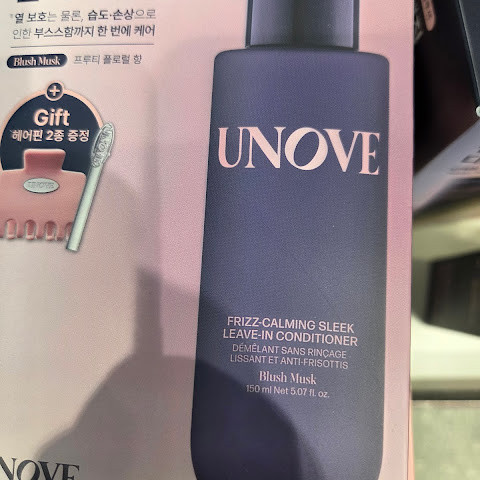 *열 보호는 물론, 습도·손상으로
인한 부스스함까지 한 번에 케어
Blush Musk 프루티 플로럴 향
+
Gift
헤어핀 2종 증정
UNOVE
UNOVE
FRIZZ-CALMING SLEEK
LEAVE-IN CONDITIONER
DÉMÊLANT SANS RINÇAGE
LISSANT ET ANTI-FRISOTTIS
Blush Musk
150 ml Net 5.07 fl. oz.
NOVE